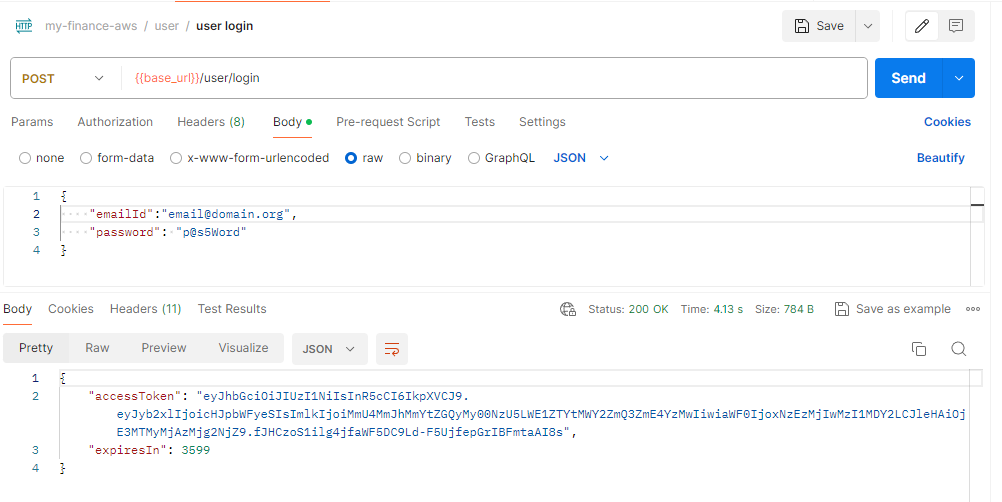 HTTP my-finance-aws / user / user login Save
POST {{base_url}}/user/login Send
Params Authorization Headers (8) Body Pre-request Script Tests Settings Cookies
none form-data x-www-form-urlencoded raw binary GraphQL JSON Beautify
1 {
2 "emailId":"email@domain.org",
3 "password": "p@s5Word"
4 }
Body Cookies Headers (11) Test Results Status: 200 OK Time: 4.13 s Size: 784 B Save as example
Pretty Raw Preview Visualize JSON
1 {
2 "accessToken": "eyJhbGciOiJIUzI1NiIsInR5cCI6IkpXVCJ9.
eyJyb2xlIjoicHJpbWFyeSIsImlkIjoiMmU4MmJhMmYtZGQyMy00NzU5LWE1ZTYtMWY2ZmQ3ZmE4YzMwIiwiaWF0IjoxNzEzMjIwMzI1MDY2LCJleHAiOj
E3MTMyMjAzMjg2NjZ9.fJHCzoS1ilg4jfaWF5DC9Ld-F5UjfepGrIBFmtaAI8s",
3 "expiresIn": 3599
4 }